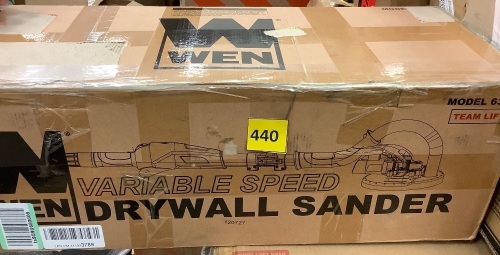 WEN
MODEL 63
TEAM LIF
440
WEN
VARIABLE SPEED
DRYWALL SANDER